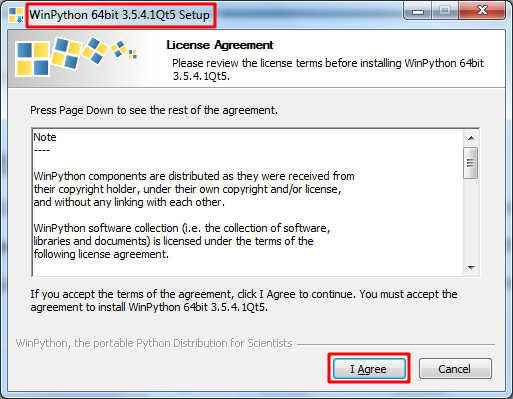 WinPython 64bit 3.5.4.1Qt5 Setup
License Agreement
Please review the license terms before installing WinPython 64bit
3.5.4.1Qt5.
Press Page Down to see the rest of the agreement.
Note
----
WinPython components are distributed as they were received from
their copyright holder, under their own copyright and/or license,
and without any linking with each other.
WinPython software collection (i.e. the collection of software,
libraries and documents) is licensed under the terms of the
following license agreement.
If you accept the terms of the agreement, click I Agree to continue. You must accept the
agreement to install WinPython 64bit 3.5.4.1Qt5.
WinPython, the portable Python Distribution for Scientists
I Agree
Cancel